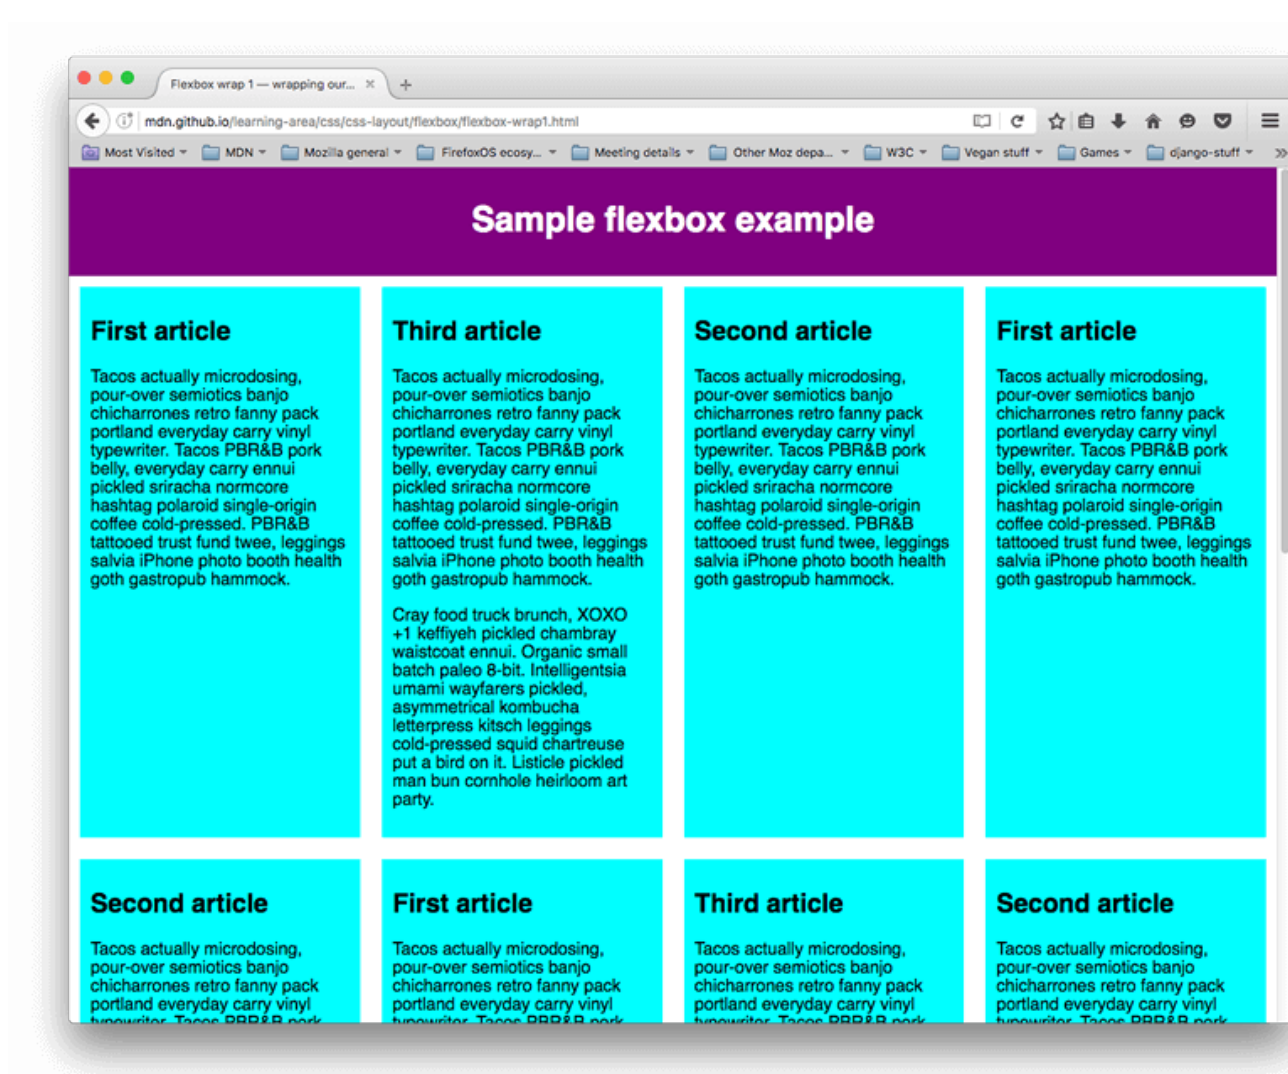 Flexbox wrap 1 — wrapping our...
mdn.github.io/learning-area/css/css-layout/flexbox/flexbox-wrap1.html
Most Visited MDN Mozilla general FirefoxOS ecosy... Meeting details Other Moz depa... W3C Vegan stuff Games django-stuff
Sample flexbox example
First article
Tacos actually microdosing,
pour-over semiotics banjo
chicharrones retro fanny pack
portland everyday carry vinyl
typewriter. Tacos PBR&B pork
belly, everyday carry ennui
pickled sriracha normcore
hashtag polaroid single-origin
coffee cold-pressed. PBR&B
tattooed trust fund twee, leggings
salvia iPhone photo booth health
goth gastropub hammock.
Third article
Tacos actually microdosing,
pour-over semiotics banjo
chicharrones retro fanny pack
portland everyday carry vinyl
typewriter. Tacos PBR&B pork
belly, everyday carry ennui
pickled sriracha normcore
hashtag polaroid single-origin
coffee cold-pressed. PBR&B
tattooed trust fund twee, leggings
salvia iPhone photo booth health
goth gastropub hammock.
Cray food truck brunch, XOXO
+1 keffiyeh pickled chambray
waistcoat ennui. Organic small
batch paleo 8-bit. Intelligentsia
umami wayfarers pickled,
asymmetrical kombucha
letterpress kitsch leggings
cold-pressed squid chartreuse
put a bird on it. Listicle pickled
man bun cornhole heirloom art
party.
Second article
Tacos actually microdosing,
pour-over semiotics banjo
chicharrones retro fanny pack
portland everyday carry vinyl
typewriter. Tacos PBR&B pork
belly, everyday carry ennui
pickled sriracha normcore
hashtag polaroid single-origin
coffee cold-pressed. PBR&B
tattooed trust fund twee, leggings
salvia iPhone photo booth health
goth gastropub hammock.
First article
Tacos actually microdosing,
pour-over semiotics banjo
chicharrones retro fanny pack
portland everyday carry vinyl
typewriter. Tacos PBR&B pork
belly, everyday carry ennui
pickled sriracha normcore
hashtag polaroid single-origin
coffee cold-pressed. PBR&B
tattooed trust fund twee, leggings
salvia iPhone photo booth health
goth gastropub hammock.
Second article
Tacos actually microdosing,
pour-over semiotics banjo
chicharrones retro fanny pack
portland everyday carry vinyl
typewriter. Tacos PBR&B pork
First article
Tacos actually microdosing,
pour-over semiotics banjo
chicharrones retro fanny pack
portland everyday carry vinyl
typewriter. Tacos PBR&B pork
Third article
Tacos actually microdosing,
pour-over semiotics banjo
chicharrones retro fanny pack
portland everyday carry vinyl
typewriter. Tacos PBR&B pork
Second article
Tacos actually microdosing,
pour-over semiotics banjo
chicharrones retro fanny pack
portland everyday carry vinyl
typewriter. Tacos PBR&B pork